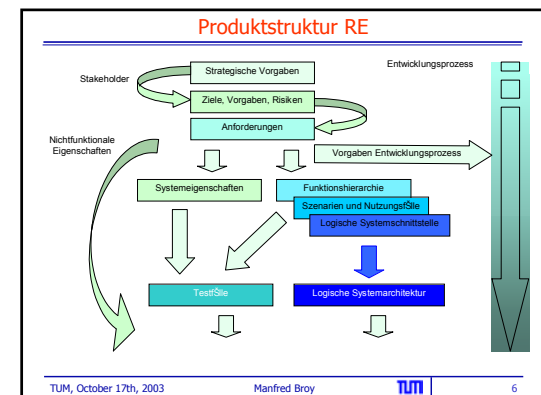 Produktstruktur RE
Strategische Vorgaben
Entwicklungsprozess
Stakeholder
Ziele, Vorgaben, Risiken
Anforderungen
Nichtfunktionale
Eigenschaften
Vorgaben Entwicklungsprozess
Systemeigenschaften
Funktionshierarchie
Szenarien und NutzungsfŠlle
Logische Systemschnittstelle
TestfŠlle
Logische Systemarchitektur
TUM, October 17th, 2003
Manfred Broy
TUM
6